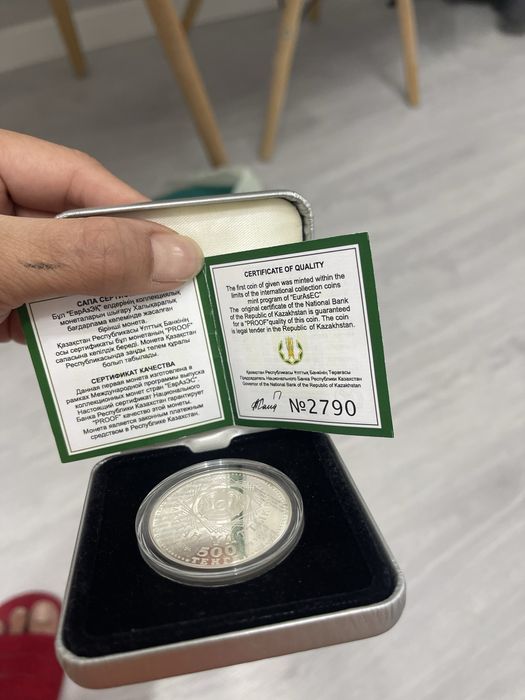 САПА
Бұл "ЕврАзЭҚ" елдерінің коллекциялық
монеталарын шығару Халықаралық
бағдарлама көлемінде жасалған
бірінші монета.
Қазақстан Республикасым Ұлттық Банкінің
осы сертификаты бұл монетаның "PROOF"
сапасына кепілдік береді. Монета Қазақстан
Республикасында заңды төлем құралы
болып табылады.
СЕРТИФИКАТ КАЧЕСТВА
Данная первая монета изготовлена в
рамках Международной программы выпуска
коллекционных монет стран "ЕврАзЭС".
Настоящий сертификат Национального
Банка Республики Казахстан гарантирует
"PROOF" качество этой монеты.
Монета является законным платежным
средством в Республике Казахстан.
CERTIFICATE OF QUALITY
The first coin of given was minted within the
limits of the international collection coins
mint program of "EurAsEC"
The original certificate of the National Bank
of the Republic of Kazakhstan is guaranteed
for a "PROOF"quality of this coin. The coin
is legal tender in the Republic of Kazakhstan.
Қазақстан Республикасы Ұлттық Банкінің Төрағасы
Председатель Национального Банка Республики Казахстан
Governor of the National Bank of the Republic of Kazakhstan
№2790
500
ТЕҢГЕ